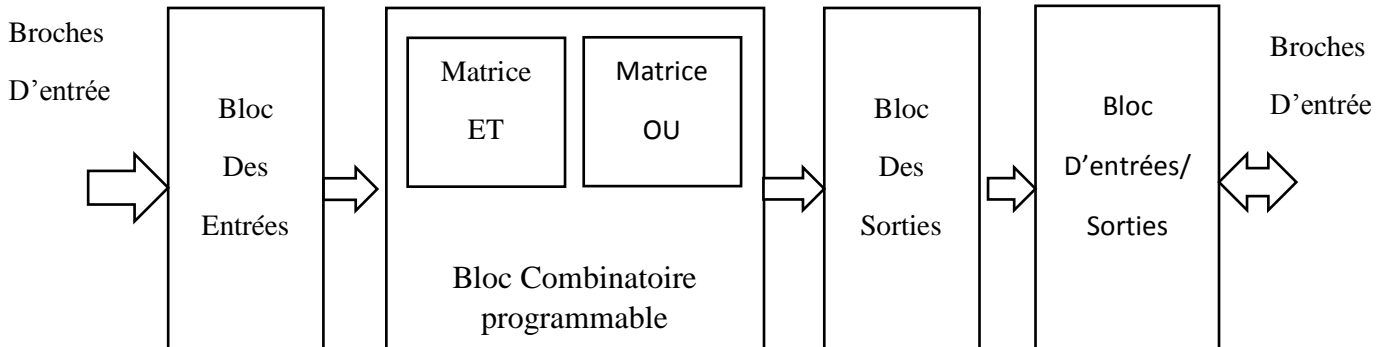 Broches
D’entrée
Bloc
Des
Entrées
Matrice
ET
Matrice
OU
Bloc Combinatoire
programmable
Bloc
Des
Sorties
Bloc
D’entrées/
Sorties
Broches
D’entrée